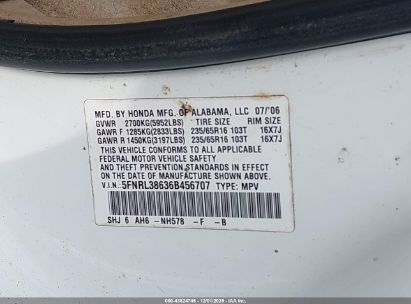 MFD. BY HONDA MFG. OF ALABAMA, LLC 07/'06
GVWR 2700KG(5952LBS) TIRE SIZE RIM SIZE
GAWR F 1285KG(2833LBS) 235/65R16 103T 16X7J
GAWR R 1450KG(3197LBS) 235/65R16 103T 16X7J
THIS VEHICLE CONFORMS TO ALL APPLICABLE
FEDERAL MOTOR VEHICLE SAFETY
AND THEFT PREVENTION STANDARDS IN EFFECT
ON THE DATE OF MANUFACTURE SHOWN ABOVE.
V.I.N.: 5FNRL38636B456707 TYPE: MPV
SHJ 6 AH6 -NH578 -F -B